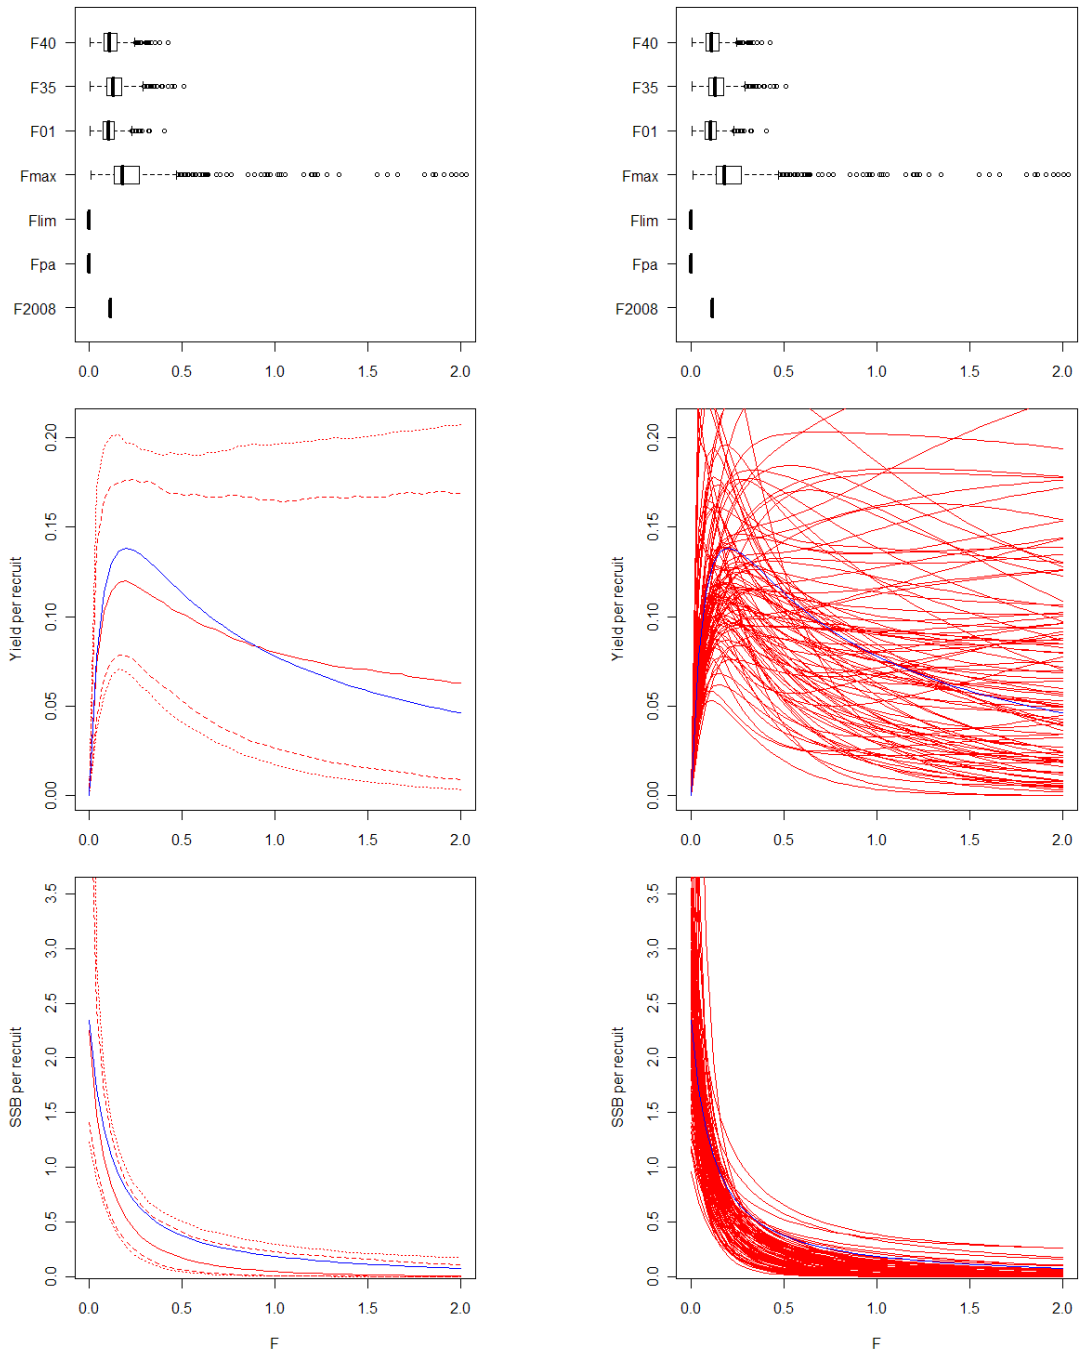 F40
F35
F01
Fmax
Flim
Fpa
F2008
0.0 0.5 1.0 1.5 2.0
F40
F35
F01
Fmax
Flim
Fpa
F2008
0.0 0.5 1.0 1.5 2.0
Yield per recruit
0.20
0.15
0.10
0.05
0.00
0.0 0.5 1.0 1.5 2.0
Yield per recruit
0.20
0.15
0.10
0.05
0.00
0.0 0.5 1.0 1.5 2.0
SSB per recruit
3.5
3.0
2.5
2.0
1.5
1.0
0.5
0.0
0.0 0.5 1.0 1.5 2.0
F
SSB per recruit
3.5
3.0
2.5
2.0
1.5
1.0
0.5
0.0
0.0 0.5 1.0 1.5 2.0
F